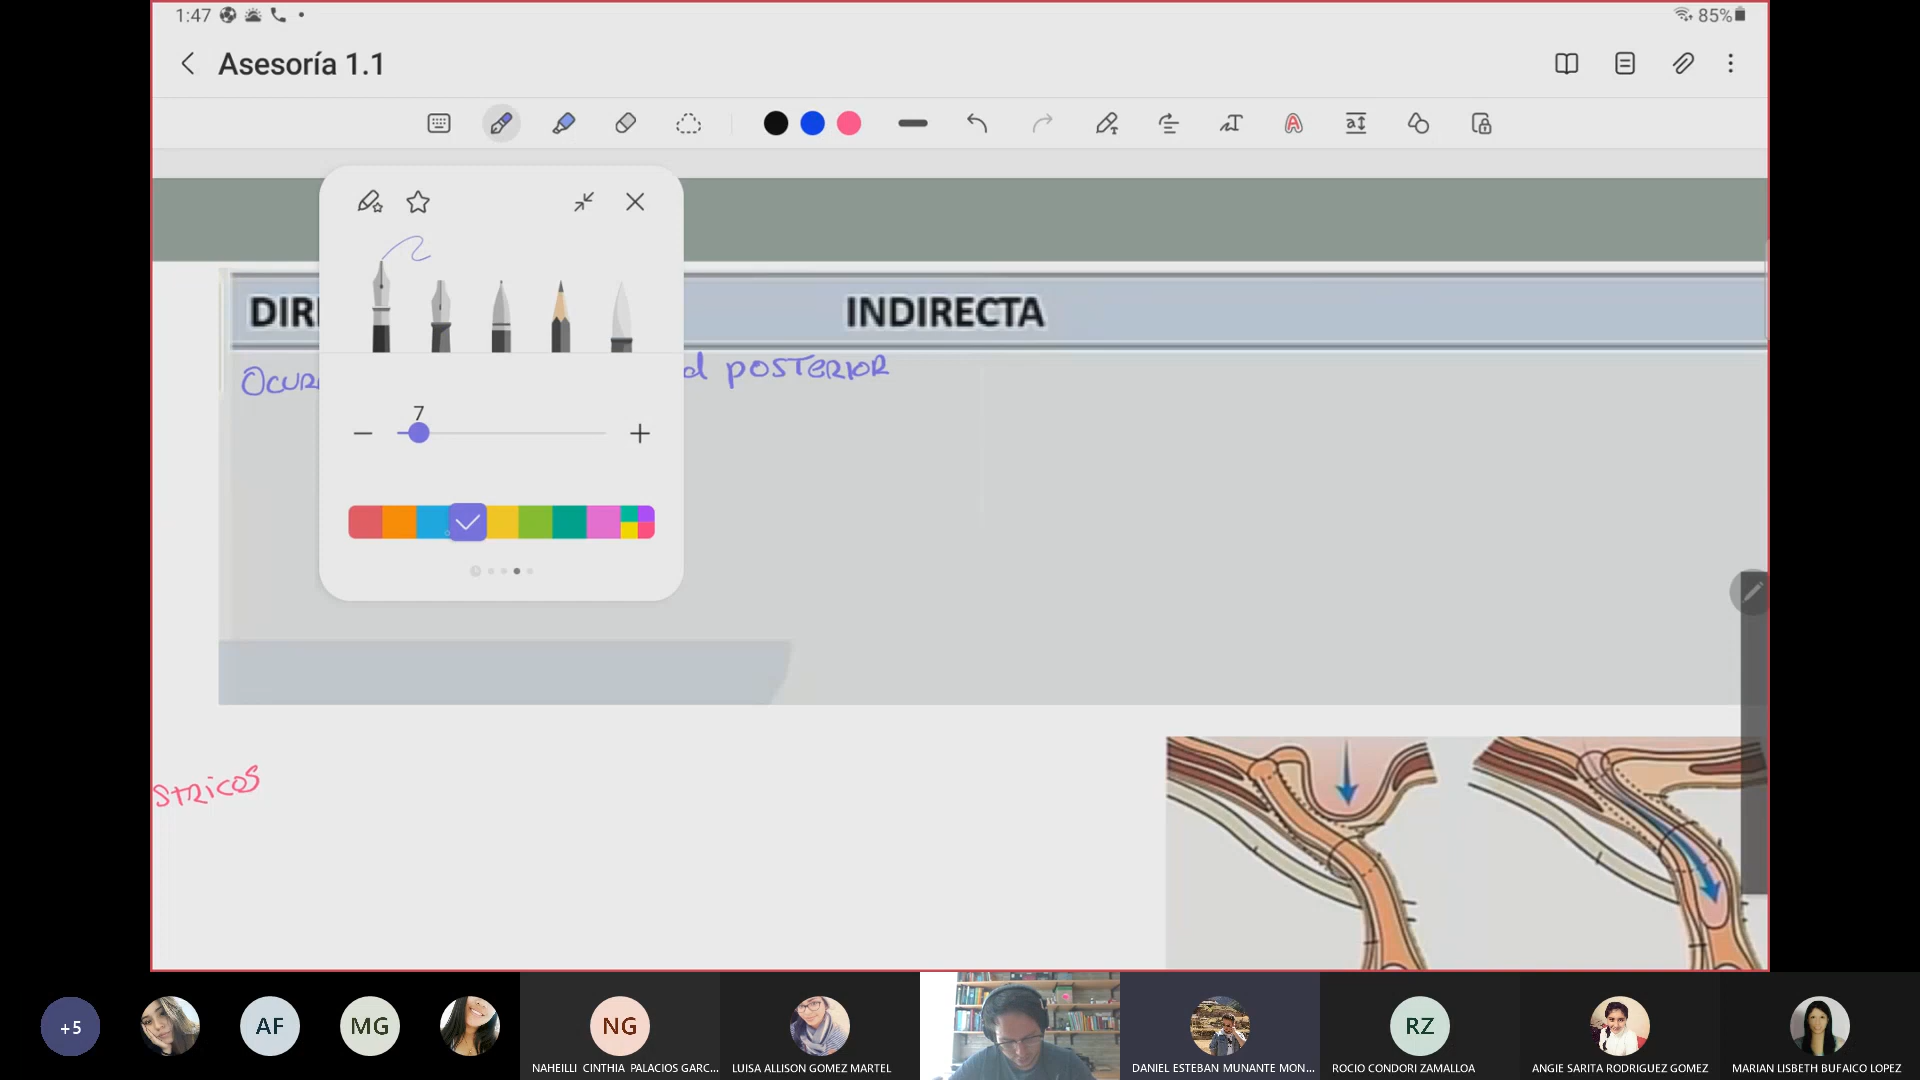 1:47
85%
Asesoría 1.1
DIR INDIRECTA
Ocur d posterior
7
stricos
+5
AF
MG
NG
RZ
NAHEILLI CINTHIA PALACIOS GARC...
LUISA ALLISON GOMEZ MARTEL
DANIEL ESTEBAN MUNANTE MON...
ROCIO CONDORI ZAMALLOA
ANGIE SARITA RODRIGUEZ GOMEZ
MARIAN LISBETH BUFAICO LOPEZ